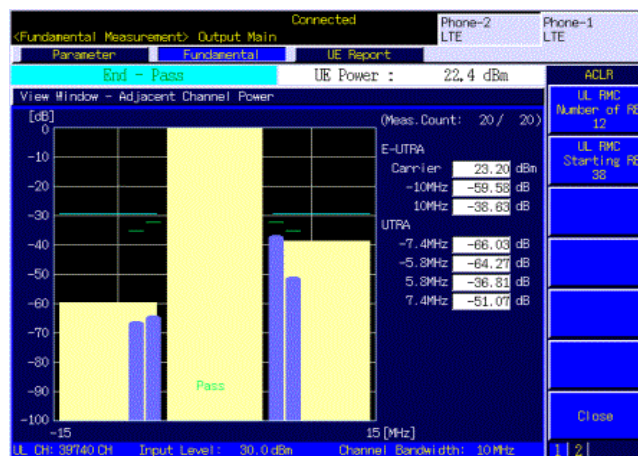 Connected
Phone-2
LTE
Phone-1
LTE
<Fundamental Measurement> Output Main
Parameter
Fundamental
UE Report
End - Pass
UE Power :
22.4 dBm
ACLR
View Window - Adjacent Channel Power
UL RMC
Number of RB
12
UL RMC
Starting RB
38
[dB]
(Meas.Count: 20/ 20)
0
-10
-20
-30
-40
-50
-60
-70
-80
-90
-100
E-UTRA
Carrier 23.20 dBm
-10MHz -59.58 dB
10MHz -38.63 dB
UTRA
-7.4MHz -66.03 dB
-5.8MHz -64.27 dB
5.8MHz -36.81 dB
7.4MHz -51.07 dB
Pass
-15
15 [MHz]
Close
UL CH: 39740 CH Input Level: 30.0 dBm Channel Bandwidth: 10 MHz
1 2